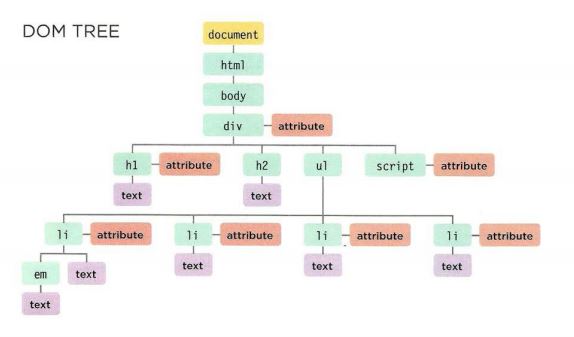 DOM TREE
document
html
body
div attribute
h1 attribute h2 ul script attribute
text text
li attribute li attribute li attribute li attribute
em text text text text
text